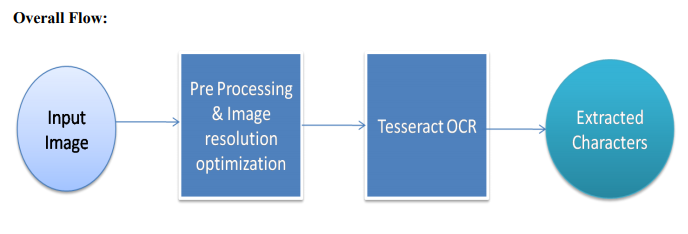 Overall Flow:
Input
Image
Pre Processing
& Image
resolution
optimization
Tesseract OCR
Extracted
Characters